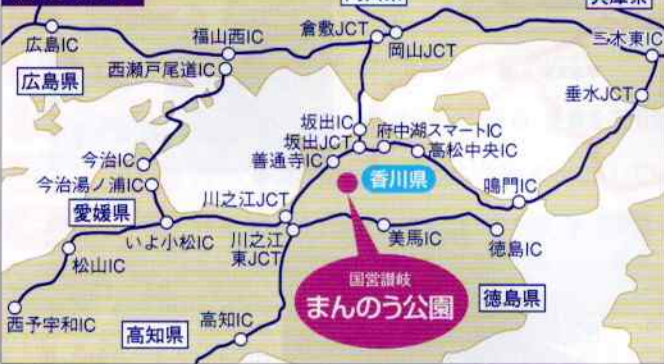 広島IC
福山西IC
倉敷JCT
岡山JCT
三木東IC
広島県
西瀬戸尾道IC
垂水JCT
坂出IC
坂出JCT
府中湖スマートIC
高松中央IC
善通寺IC
今治IC
今治湯ノ浦IC
香川県
鳴門IC
愛媛県
川之江JCT
いよ小松IC
川之江
東JCT
美馬IC
徳島IC
松山IC
国営讃岐
まんのう公園
徳島県
西予宇和IC
高知県
高知IC